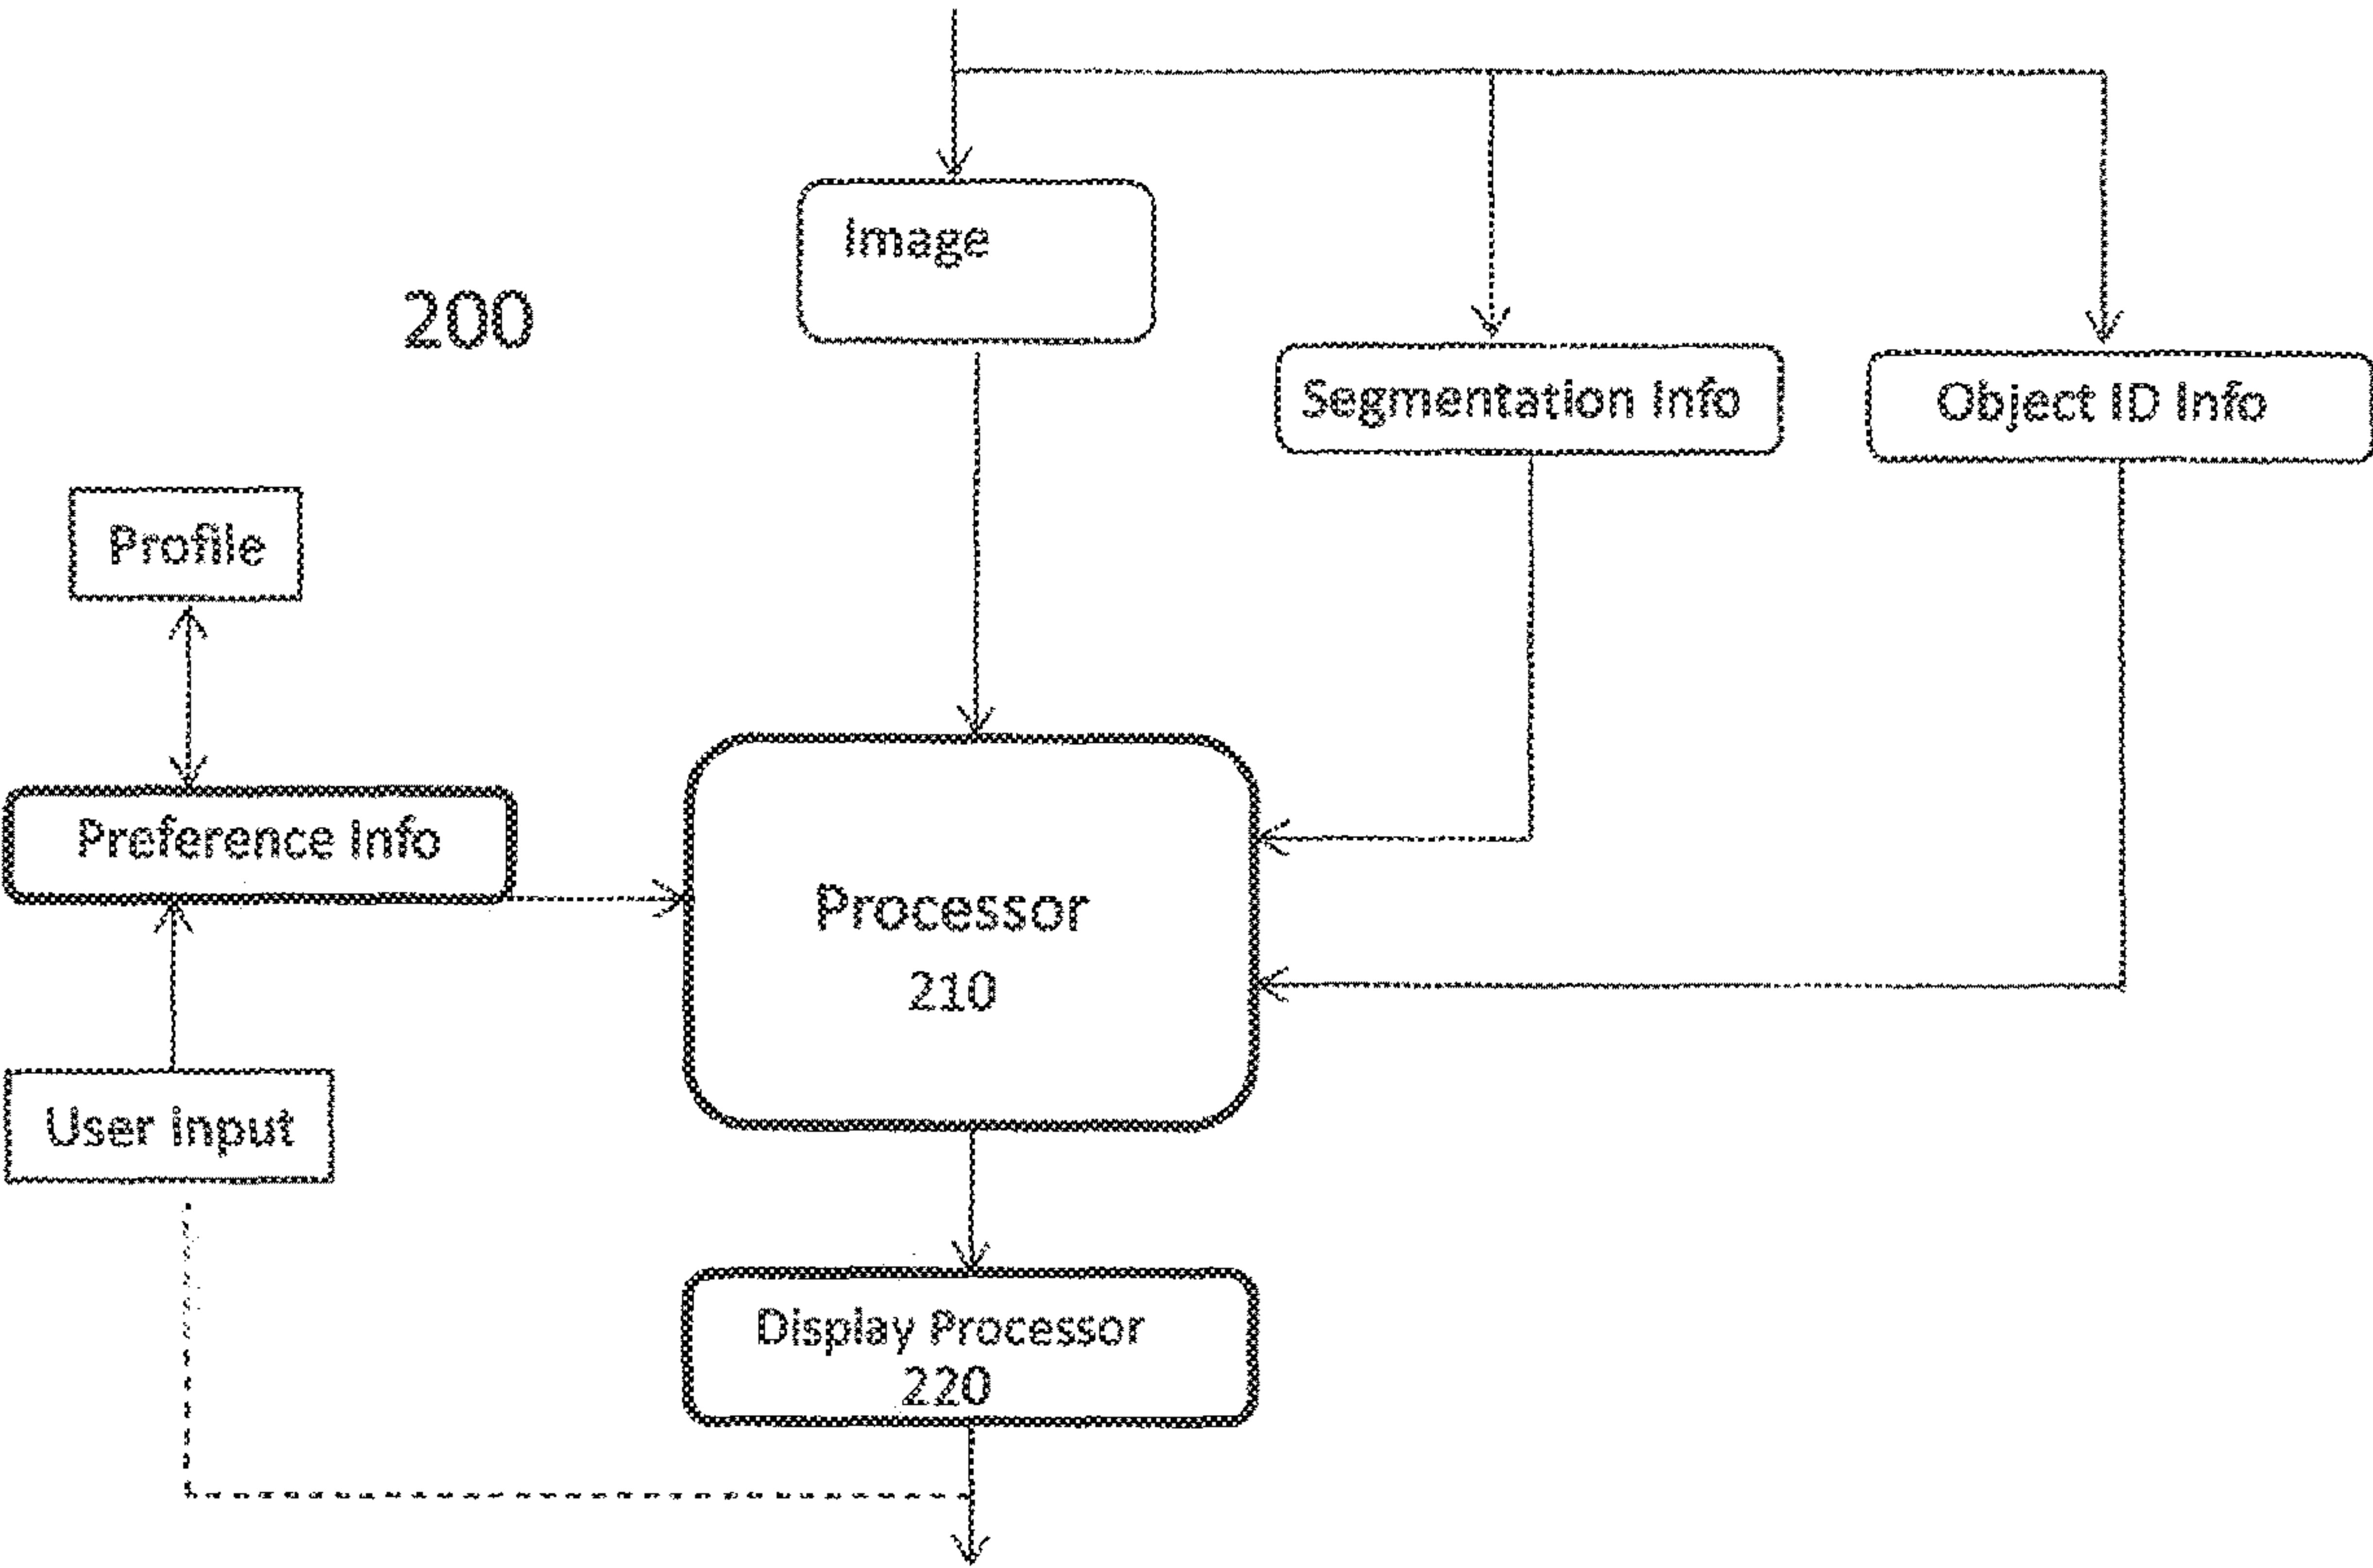 Image
200
Segmentation Info
Object ID Info
Profile
Preference Info
Processor
210
User input
Display Processor
220